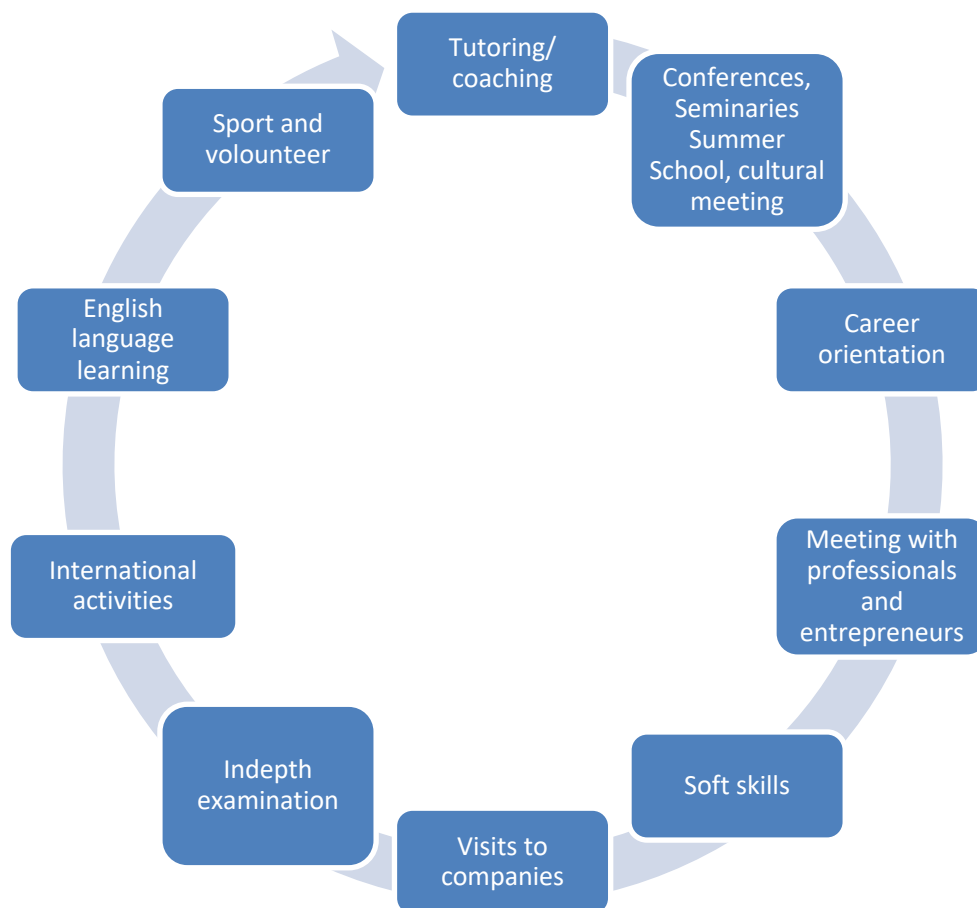 Tutoring/
coaching
Conferences,
Seminaries
Summer
School, cultural
meeting
Career
orientation
Meeting with
professionals
and
entrepreneurs
Soft skills
Visits to
companies
Indepth
examination
International
activities
English
language
learning
Sport and
volounteer